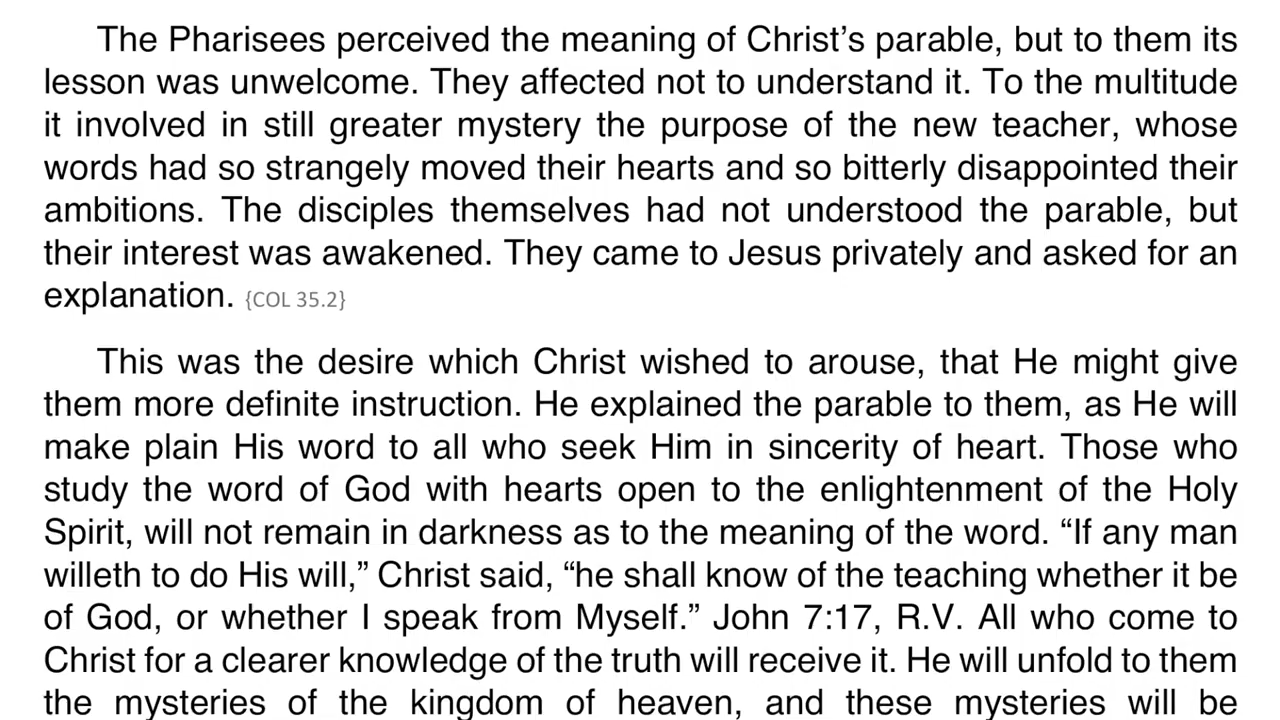 The Pharisees perceived the meaning of Christ’s parable, but to them its
lesson was unwelcome. They affected not to understand it. To the multitude
it involved in still greater mystery the purpose of the new teacher, whose
words had so strangely moved their hearts and so bitterly disappointed their
ambitions. The disciples themselves had not understood the parable, but
their interest was awakened. They came to Jesus privately and asked for an
explanation. {COL 35.2}
This was the desire which Christ wished to arouse, that He might give
them more definite instruction. He explained the parable to them, as He will
make plain His word to all who seek Him in sincerity of heart. Those who
study the word of God with hearts open to the enlightenment of the Holy
Spirit, will not remain in darkness as to the meaning of the word. “If any man
willeth to do His will,” Christ said, “he shall know of the teaching whether it be
of God, or whether I speak from Myself.” John 7:17, R.V. All who come to
Christ for a clearer knowledge of the truth will receive it. He will unfold to them
the mysteries of the kingdom of heaven, and these mysteries will be